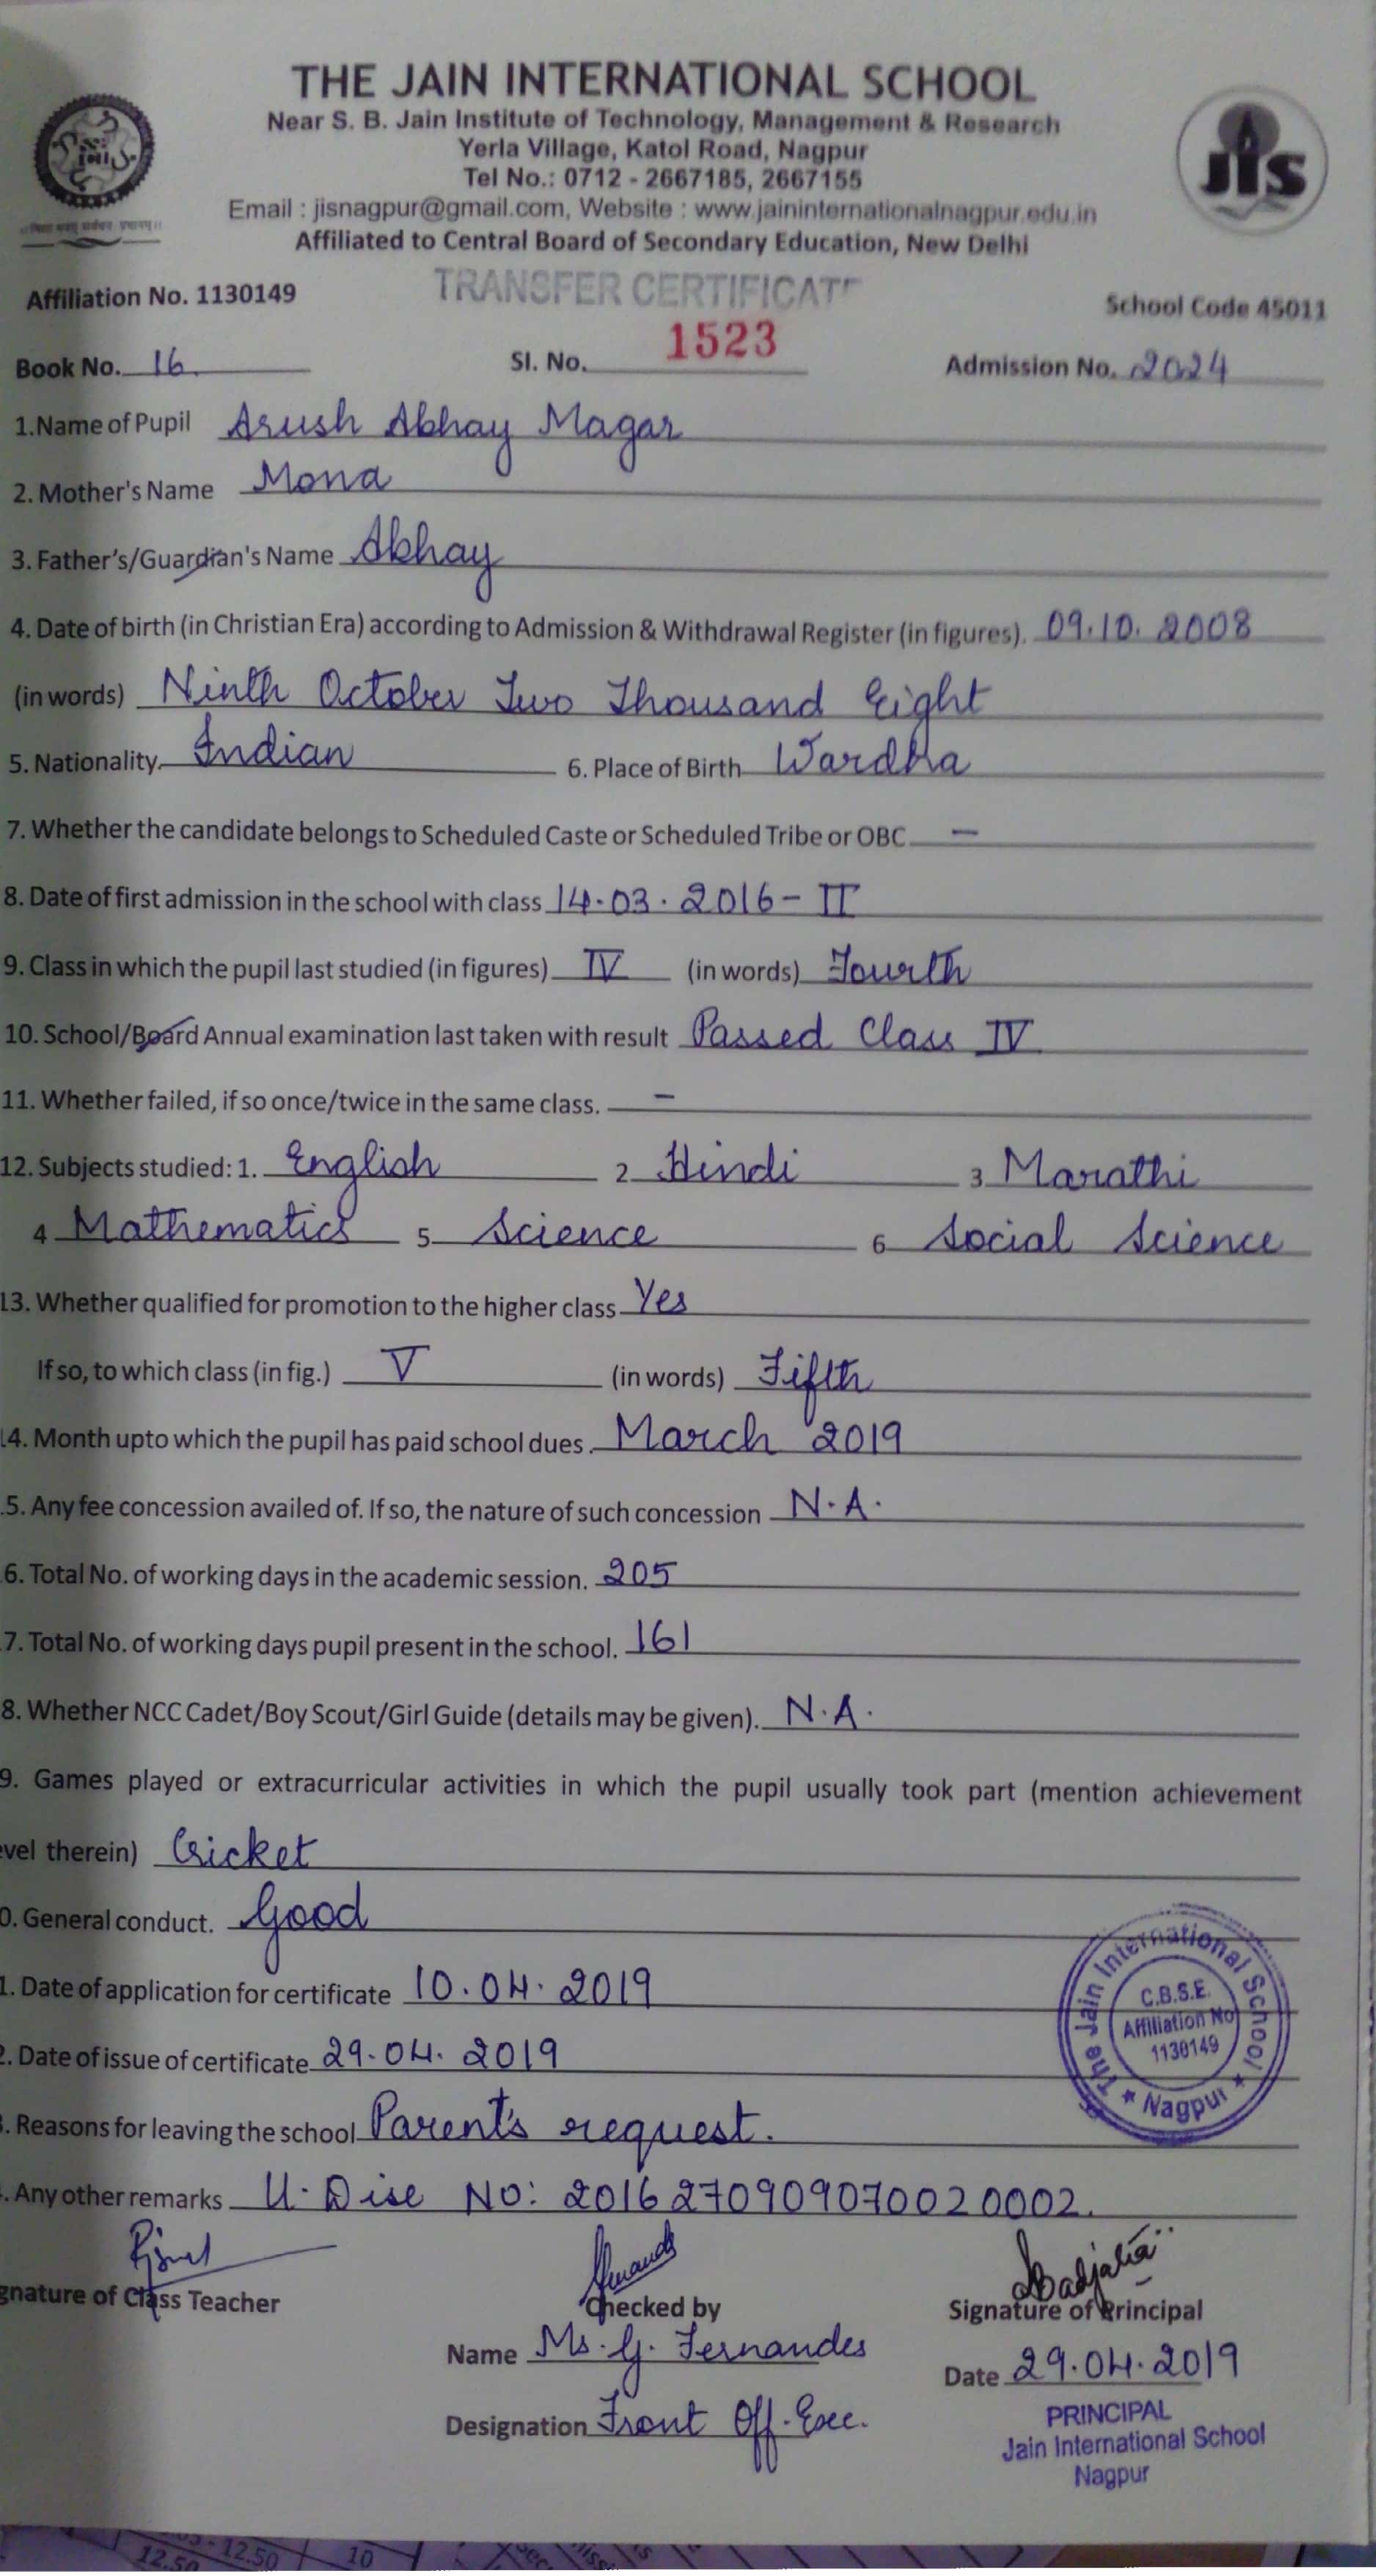 THE JAIN INTERNATIONAL SCHOOL
Near S. B. Jain Institute of Technology, Management & Research
Yerla Village, Katol Road, Nagpur
Tel No.: 0712 - 2667185, 2667155
Email : jisnagpur@gmail.com, Website : www.jaininternationalnagpur.edu.in
Affiliated to Central Board of Secondary Education, New Delhi
JIS
Affiliation No. 1130149 TRANSFER CERTIFICATE School Code 45011
Book No. 16 Sl. No. 1523 Admission No. 2024
1.Name of Pupil Arush Abhay Magar
2. Mother's Name Mona
3. Father's/Guardian's Name Abhay
4. Date of birth (in Christian Era) according to Admission & Withdrawal Register (in figures). 09.10.2008
(in words) Ninth October Two Thousand Eight
5. Nationality. Indian 6. Place of Birth Wardha
7. Whether the candidate belongs to Scheduled Caste or Scheduled Tribe or OBC —
8. Date of first admission in the school with class 14.03.2016 - II
9. Class in which the pupil last studied (in figures) IV (in words) Fourth
10. School/Board Annual examination last taken with result Passed Class IV
11. Whether failed, if so once/twice in the same class. —
12. Subjects studied: 1. English 2 Hindi 3 Marathi
4 Mathematics 5 Science 6 Social Science
13. Whether qualified for promotion to the higher class Yes
If so, to which class (in fig.) V (in words) Fifth
14. Month upto which the pupil has paid school dues. March 2019
5. Any fee concession availed of. If so, the nature of such concession N.A.
6. Total No. of working days in the academic session. 205
7. Total No. of working days pupil present in the school. 161
8. Whether NCC Cadet/Boy Scout/Girl Guide (details may be given). N.A.
9. Games played or extracurricular activities in which the pupil usually took part (mention achievement
vel therein) Cricket
0. General conduct. Good
1. Date of application for certificate 10.04.2019
2. Date of issue of certificate 29.04.2019
The Jain International School
C.B.S.E.
Affiliation No
1130149
★ Nagpur ★
. Reasons for leaving the school Parent's request.
. Any other remarks U-Dise NO: 2016270909070020002.
gnature of Class Teacher Checked by Signature of Principal
Name Ms. G. Fernandes
Date 29.04.2019
Designation Front Off. Exec.
PRINCIPAL
Jain International School
Nagpur
12.50
12.50 10